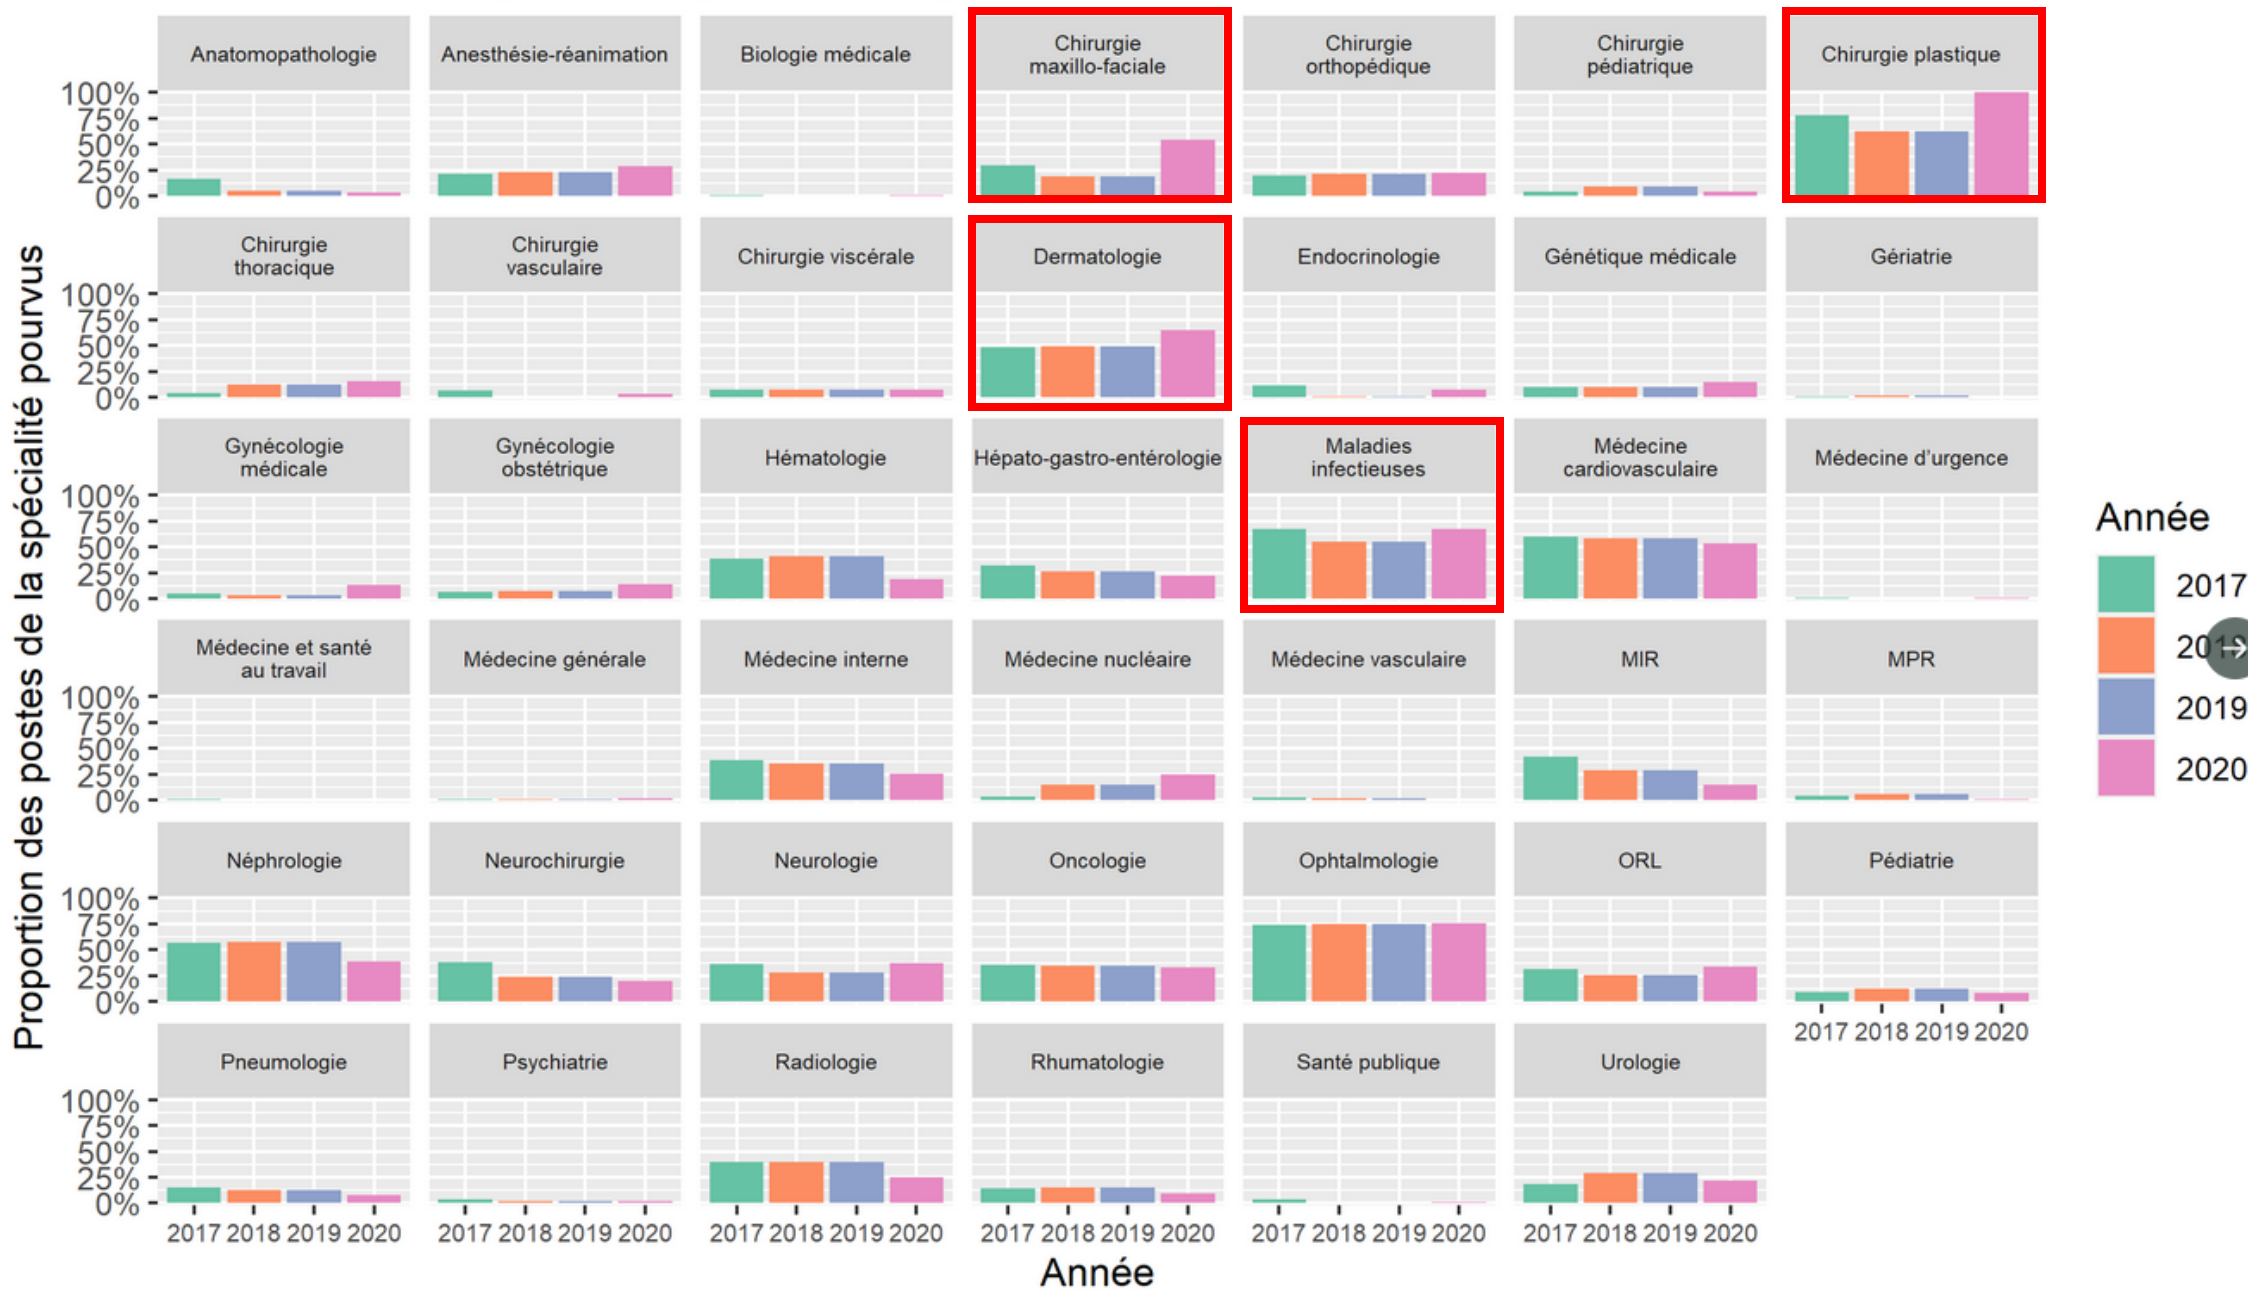 Anatomopathologie
Anesthésie-réanimation
Biologie médicale
Chirurgie
maxillo-faciale
Chirurgie
orthopédique
Chirurgie
pédiatrique
Chirurgie plastique
100%
75%
50%
25%
0%
Chirurgie
thoracique
Chirurgie
vasculaire
Chirurgie viscérale
Dermatologie
Endocrinologie
Génétique médicale
Gériatrie
100%
75%
50%
25%
0%
Gynécologie
médicale
Gynécologie
obstétrique
Hématologie
Hépato-gastro-entérologie
Maladies
infectieuses
Médecine
cardiovasculaire
Médecine d'urgence
100%
75%
50%
25%
0%
Médecine et santé
au travail
Médecine générale
Médecine interne
Médecine nucléaire
Médecine vasculaire
MIR
MPR
100%
75%
50%
25%
0%
Néphrologie
Neurochirurgie
Neurologie
Oncologie
Ophtalmologie
ORL
Pédiatrie
100%
75%
50%
25%
0%
2017 2018 2019 2020
Pneumologie
Psychiatrie
Radiologie
Rhumatologie
Santé publique
Urologie
100%
75%
50%
25%
0%
2017 2018 2019 2020
2017 2018 2019 2020
2017 2018 2019 2020
2017 2018 2019 2020
2017 2018 2019 2020
2017 2018 2019 2020
Année
Proportion des postes de la spécialité pourvus
Année
2017
2019
2020